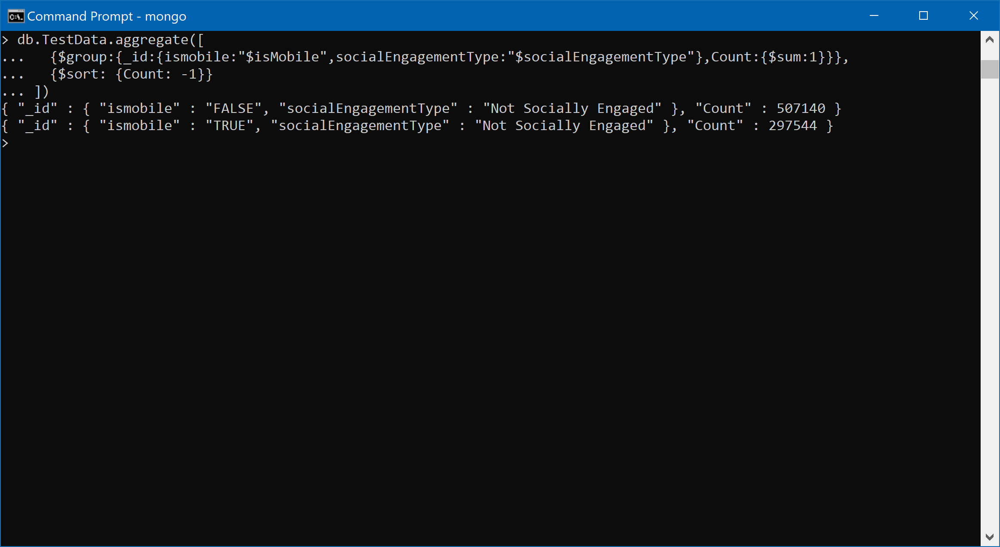 Command Prompt - mongo
> db.TestData.aggregate([
...   {$group:{_id:{ismobile:"$isMobile",socialEngagementType:"$socialEngagementType"},Count:{$sum:1}}},
...   {$sort: {Count: -1}}
... ])
{ "_id" : { "ismobile" : "FALSE", "socialEngagementType" : "Not Socially Engaged" }, "Count" : 507140 }
{ "_id" : { "ismobile" : "TRUE", "socialEngagementType" : "Not Socially Engaged" }, "Count" : 297544 }
>